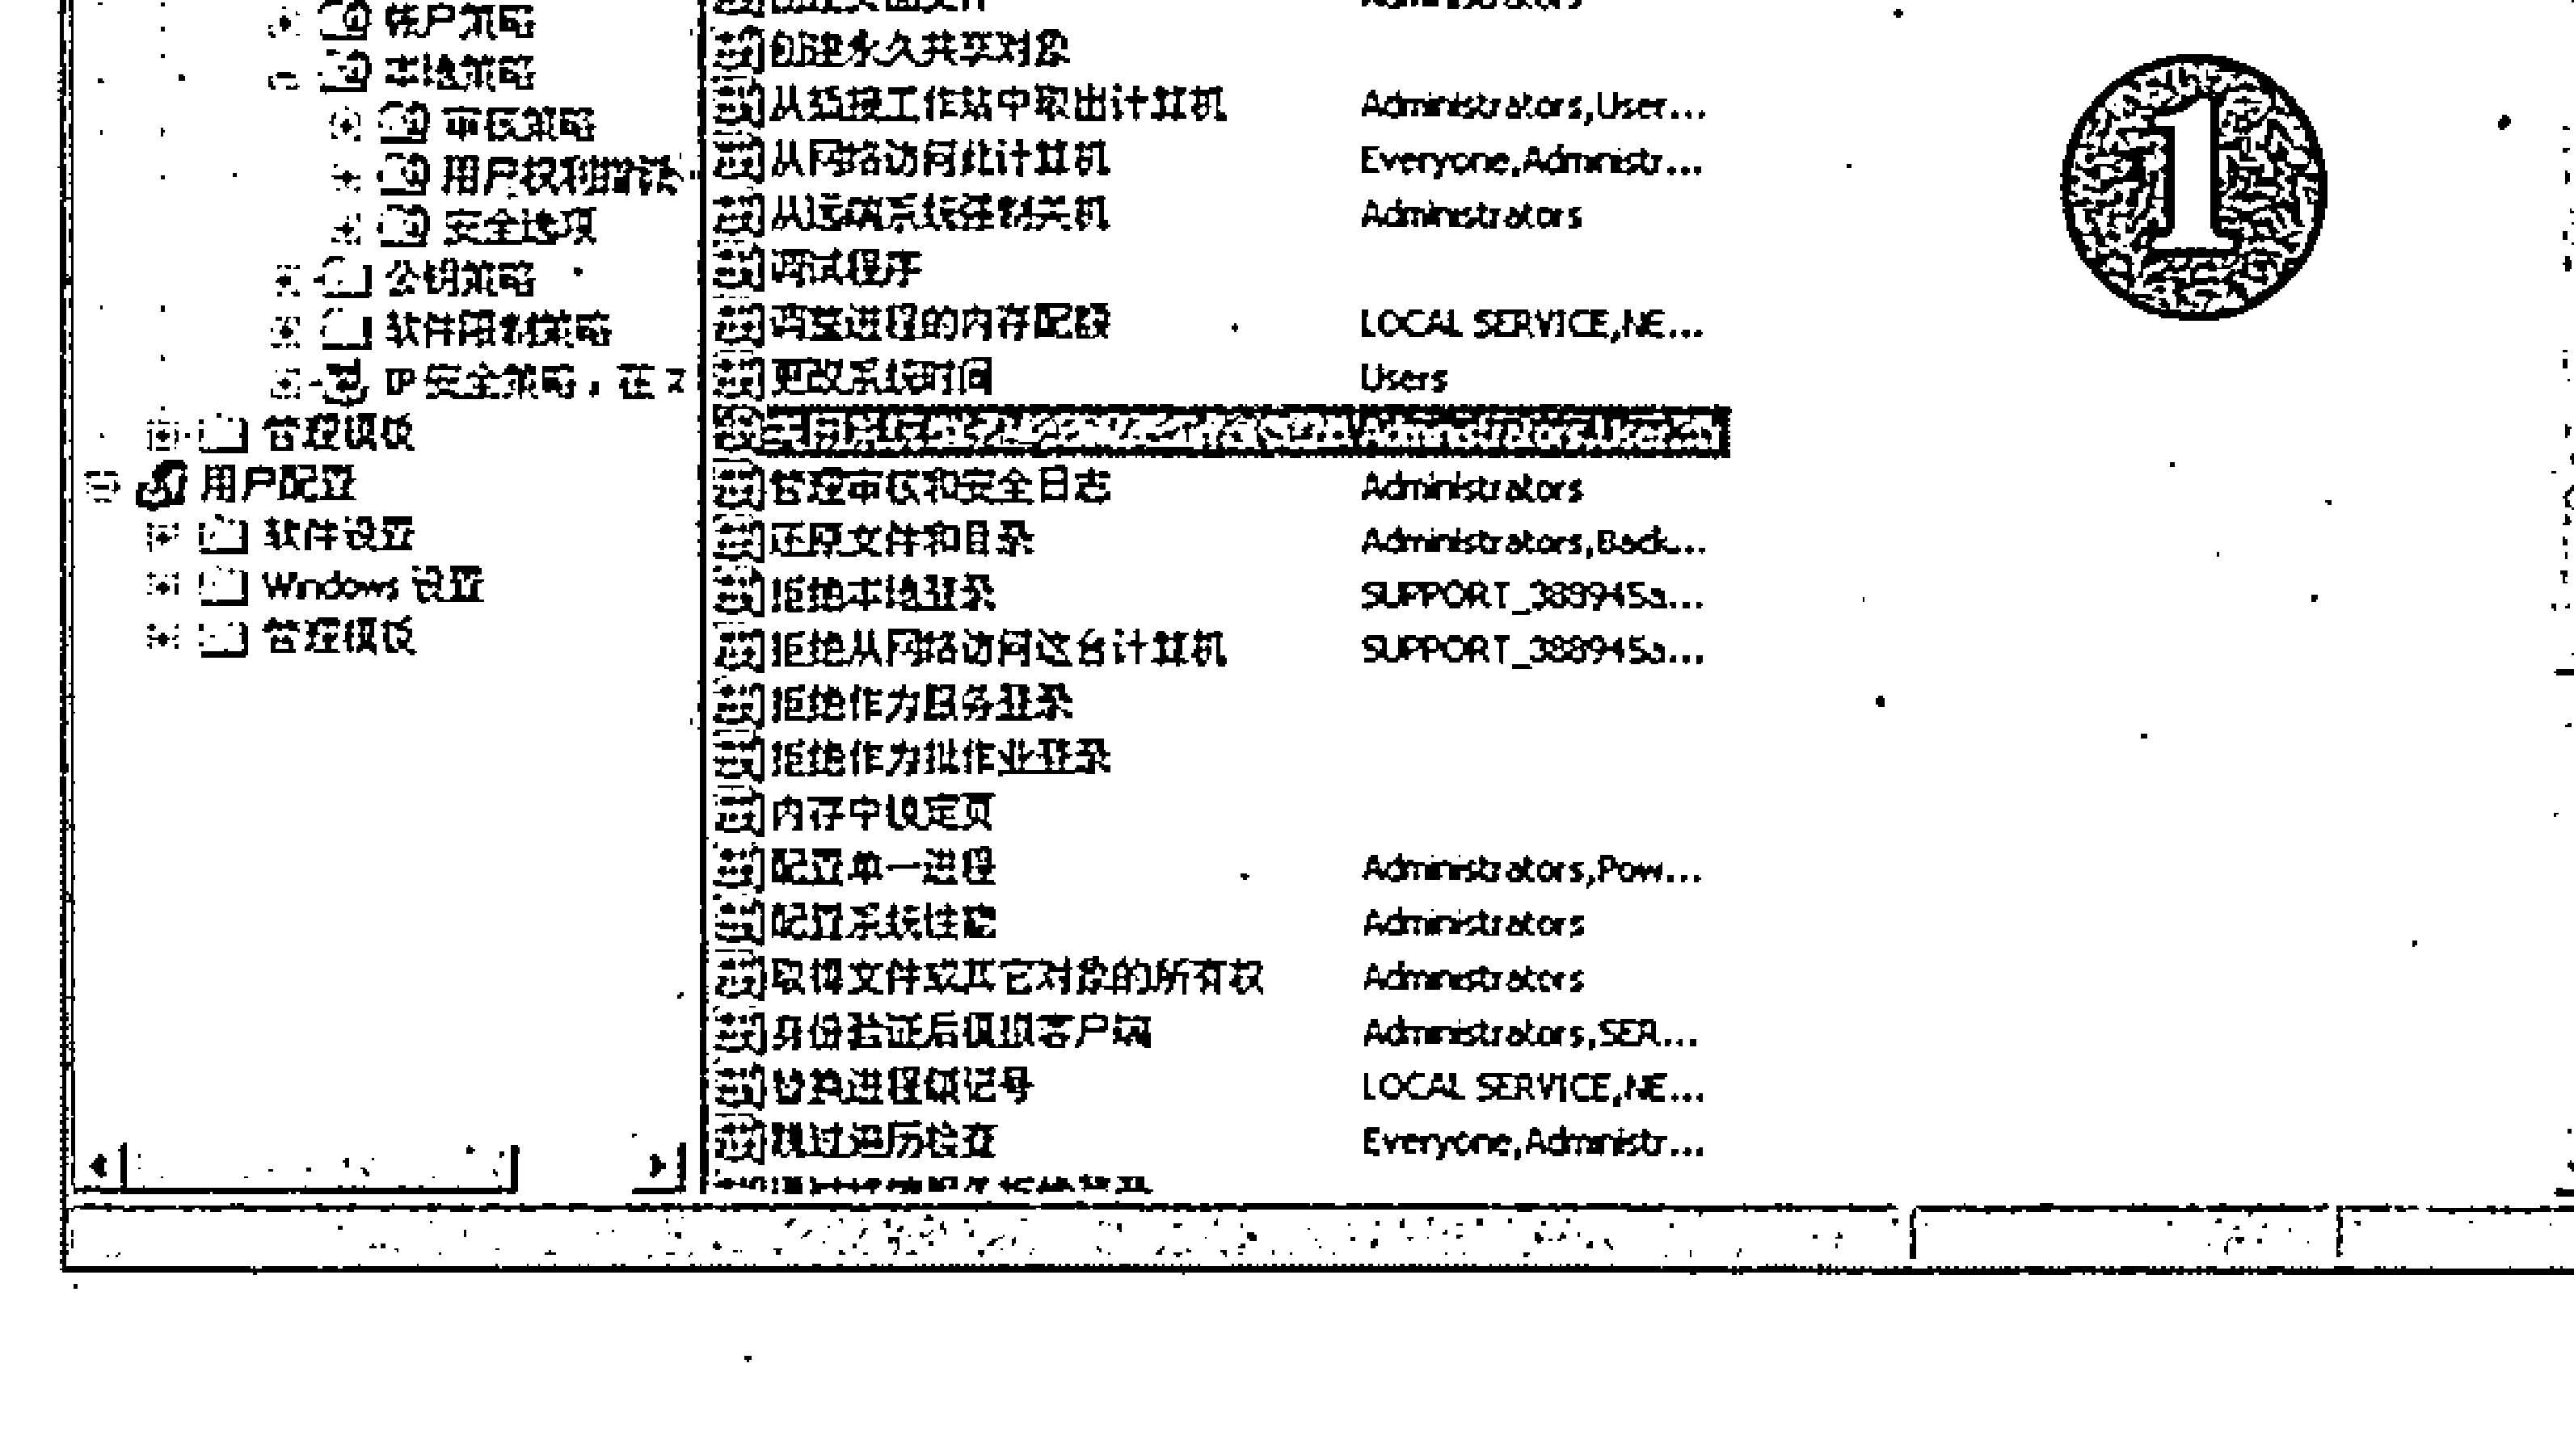 帐户策略
本地策略
审核策略
用户权利指派
安全选项
公钥策略
软件限制策略
IP 安全策略，在
管理模板
用户配置
软件设置
Windows 设置
管理模板
创建永久共享对象
从插接工作站中取出计算机 Administrators,User...
从网络访问此计算机 Everyone,Administr...
从远端系统强制关机 Administrators
调试程序
调整进程的内存配额 LOCAL SERVICE,NE...
更改系统时间 Users
关闭系统 Administrators,User
管理审核和安全日志 Administrators
还原文件和目录 Administrators,Back...
拒绝本地登录 SUPPORT_388945a...
拒绝从网络访问这台计算机 SUPPORT_388945a...
拒绝作为服务登录
拒绝作为批作业登录
内存中锁定页
配置单一进程 Administrators,Pow...
配置系统性能 Administrators
取得文件或其它对象的所有权 Administrators
身份验证后模拟客户端 Administrators,SER...
替换进程级记号 LOCAL SERVICE,NE...
跳过遍历检查 Everyone,Administr...
1